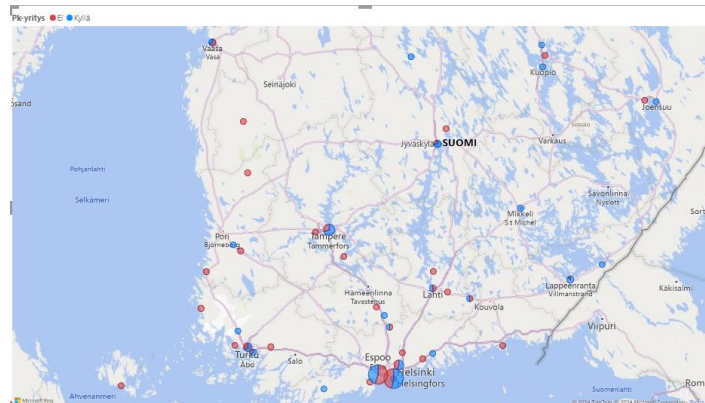 Pk-yritys Ei Kyllä
Vaasa
Vasa
Seinäjoki
Kuopio
Joensuu
Jyväskylä SUOMI
Varkaus
Pohjanlahti
Selkämeri
Savonlinna
Nyslott
Mikkeli
S:t Michel
Pori
Björneborg
Tampere
Tammerfors
Hämeenlinna
Tavastehus
Lahti
Kouvola
Lappeenranta
Villmanstrand
Käkisalmi
Viipuri
Turku
Åbo
Salo
Espoo
Helsinki
Helsingfors
Ahvenanmeri
Suomenlahti
Microsoft Bing